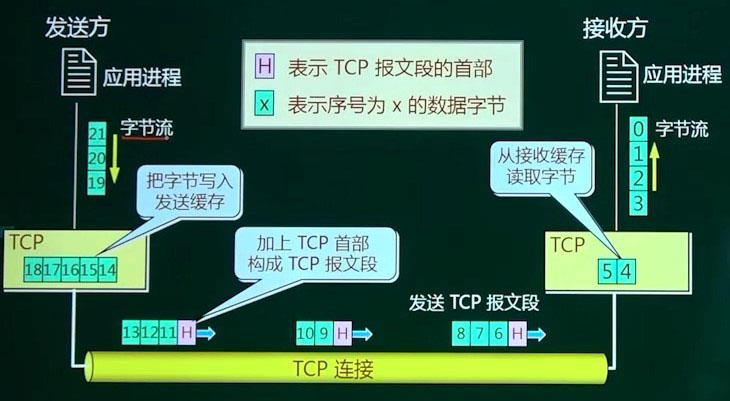 发送方
接收方
应用进程
应用进程
H 表示 TCP 报文段的首部
x 表示序号为 x 的数据字节
21
20
19
字节流
0
1
2
3
字节流
把字节写入
发送缓存
从接收缓存
读取字节
TCP
18 17 16 15 14
加上 TCP 首部
构成 TCP 报文段
TCP
5 4
发送 TCP 报文段
13 12 11 H
10 9 H
8 7 6 H
TCP 连接